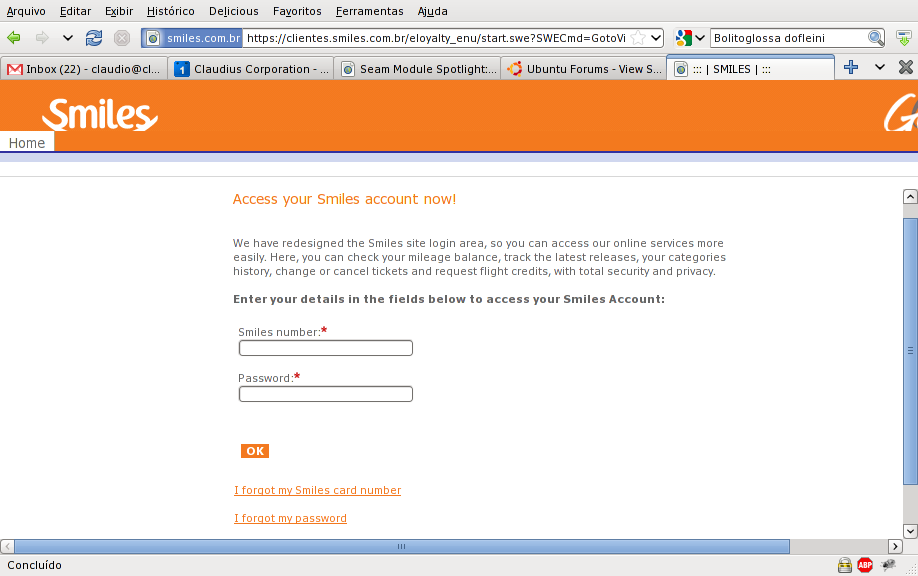 Arquivo Editar Exibir Histórico Delicious Favoritos Ferramentas Ajuda
smiles.com.br https://clientes.smiles.com.br/eloyalty_enu/start.swe?SWECmd=GotoVi Bolitoglossa dofleini
Inbox (22) - claudio@cl... Claudius Corporation - ... Seam Module Spotlight:... Ubuntu Forums - View S... ::: | SMILES | :::
Smiles G
Home
Access your Smiles account now!
We have redesigned the Smiles site login area, so you can access our online services more
easily. Here, you can check your mileage balance, track the latest releases, your categories
history, change or cancel tickets and request flight credits, with total security and privacy.
Enter your details in the fields below to access your Smiles Account:
Smiles number:*
Password:*
OK
I forgot my Smiles card number
I forgot my password
Concluído ABP